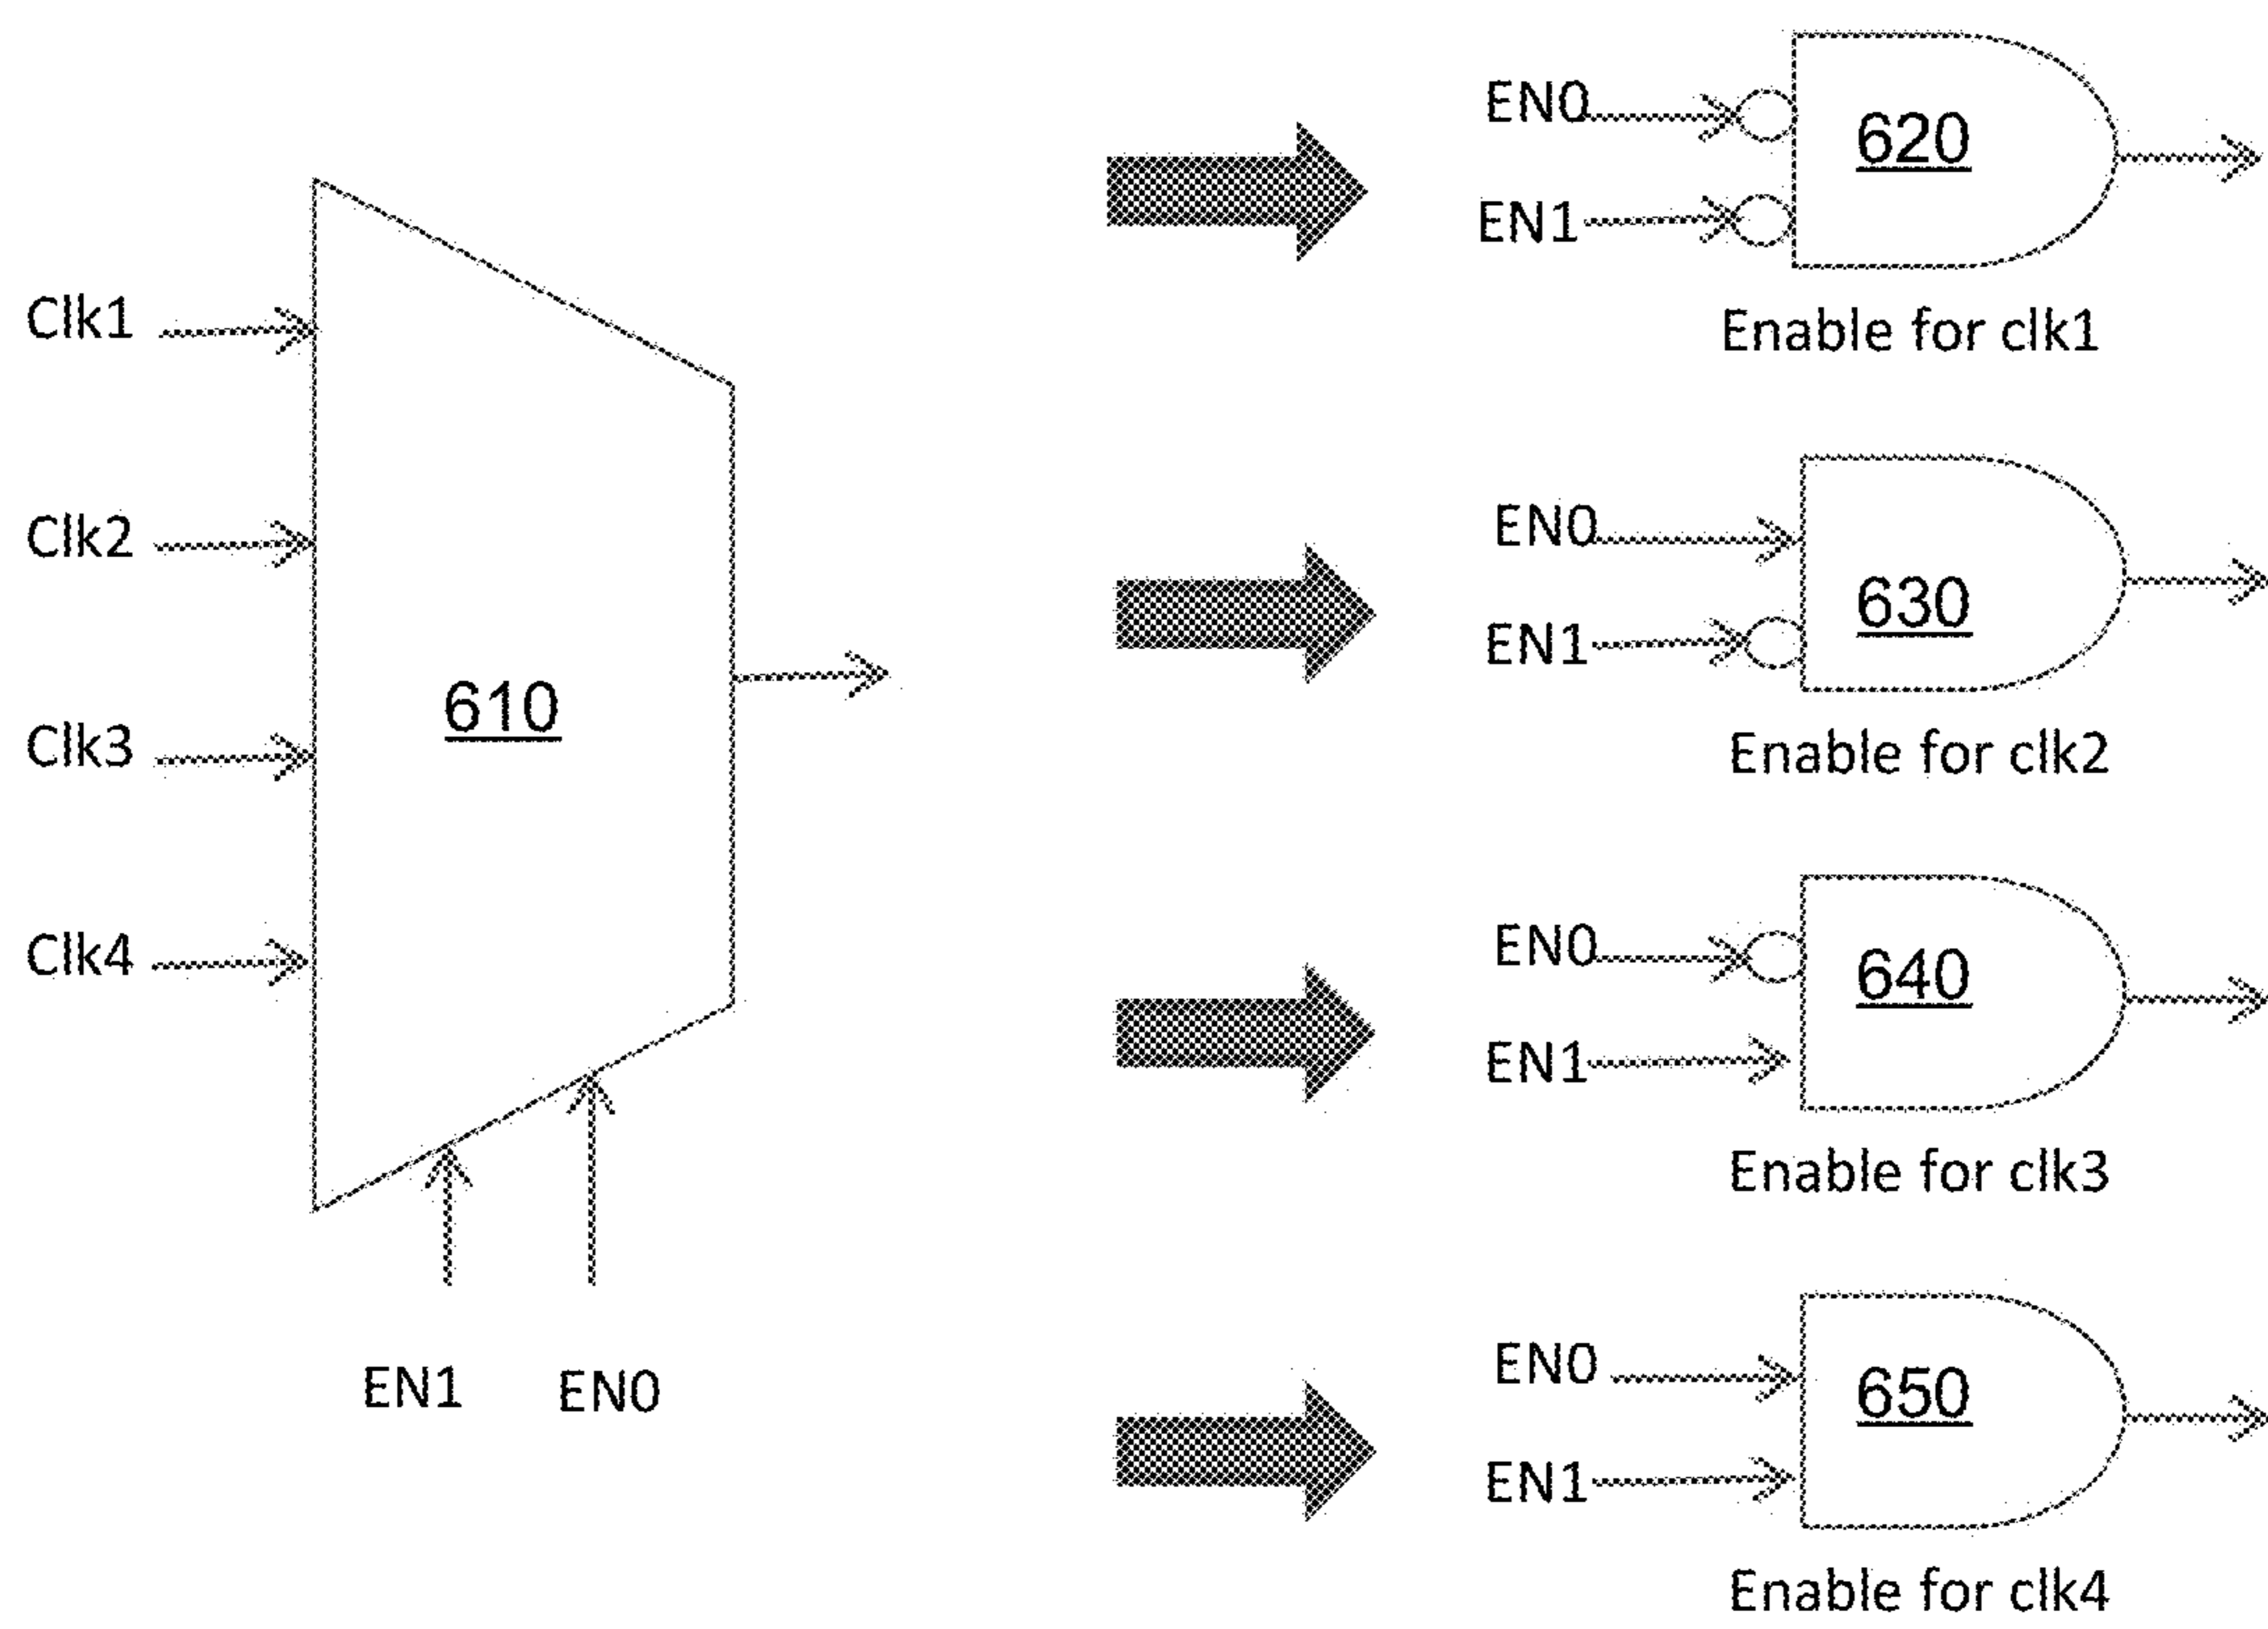 Clk1
Clk2
Clk3
Clk4
610
EN1 EN0
EN0
EN1
620
Enable for clk1
EN0
EN1
630
Enable for clk2
EN0
EN1
640
Enable for clk3
EN0
EN1
650
Enable for clk4